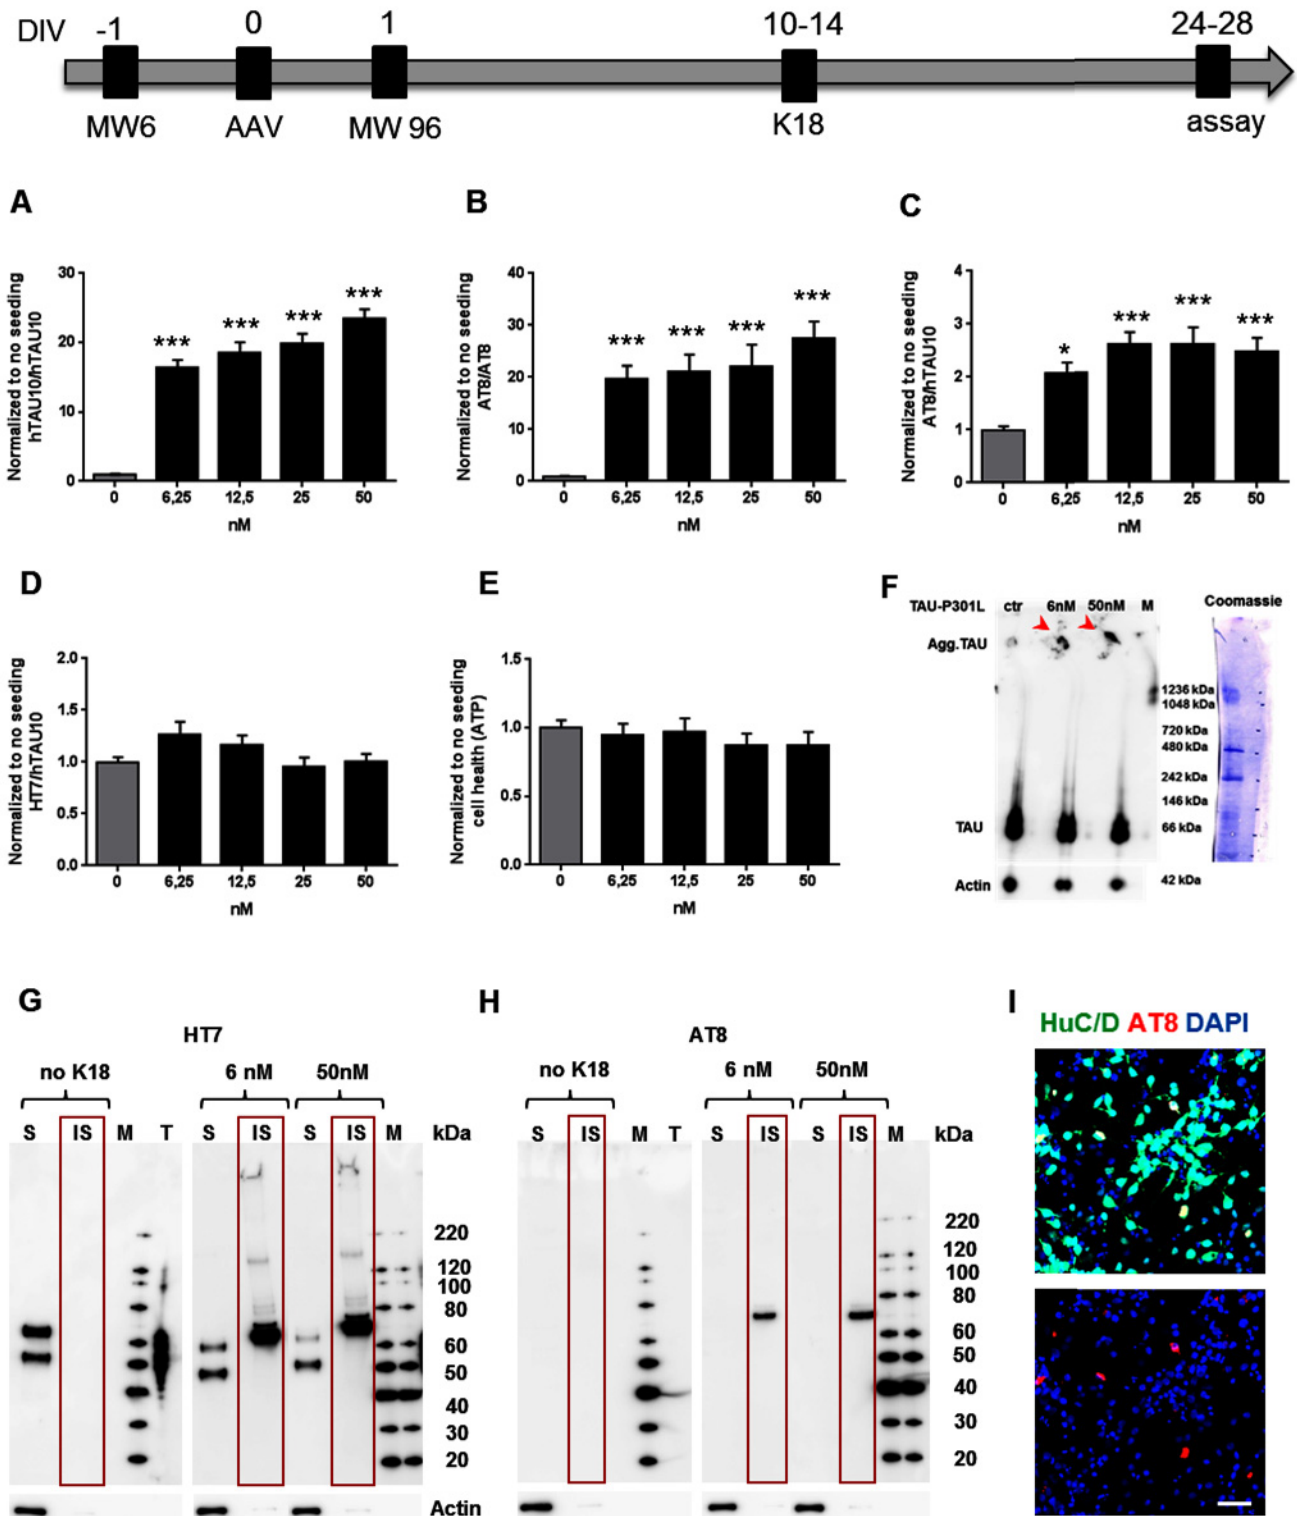 DIV -1 0 1 10-14 24-28
MW6 AAV MW 96 K18 assay
A
Normalized to no seeding
hTAU10/hTAU10
30
20
10
0
*** *** *** ***
0 6,25 12,5 25 50
nM
B
Normalized to no seeding
AT8/AT8
40
30
20
10
0
*** *** *** ***
0 6,25 12,5 25 50
nM
C
Normalized to no seeding
AT8/hTAU10
4
3
2
1
0
* *** *** ***
0 6,25 12,5 25 50
nM
D
Normalized to no seeding
HT7/hTAU10
2.0
1.5
1.0
0.5
0.0
0 6,25 12,5 25 50
nM
E
Normalized to no seeding
cell health (ATP)
1.5
1.0
0.5
0.0
0 6,25 12,5 25 50
nM
F
TAU-P301L ctr 6nM 50nM M
Coomassie
Agg.TAU
1236 kDa
1048 kDa
720 kDa
480 kDa
242 kDa
146 kDa
TAU
66 kDa
Actin
42 kDa
G
HT7
no K18 6 nM 50nM
S IS M T S IS S IS M kDa
220
120
100
80
60
50
40
30
20
Actin
H
AT8
no K18 6 nM 50nM
S IS M T S IS S IS M kDa
220
120
100
80
60
50
40
30
20
I
HuC/D AT8 DAPI